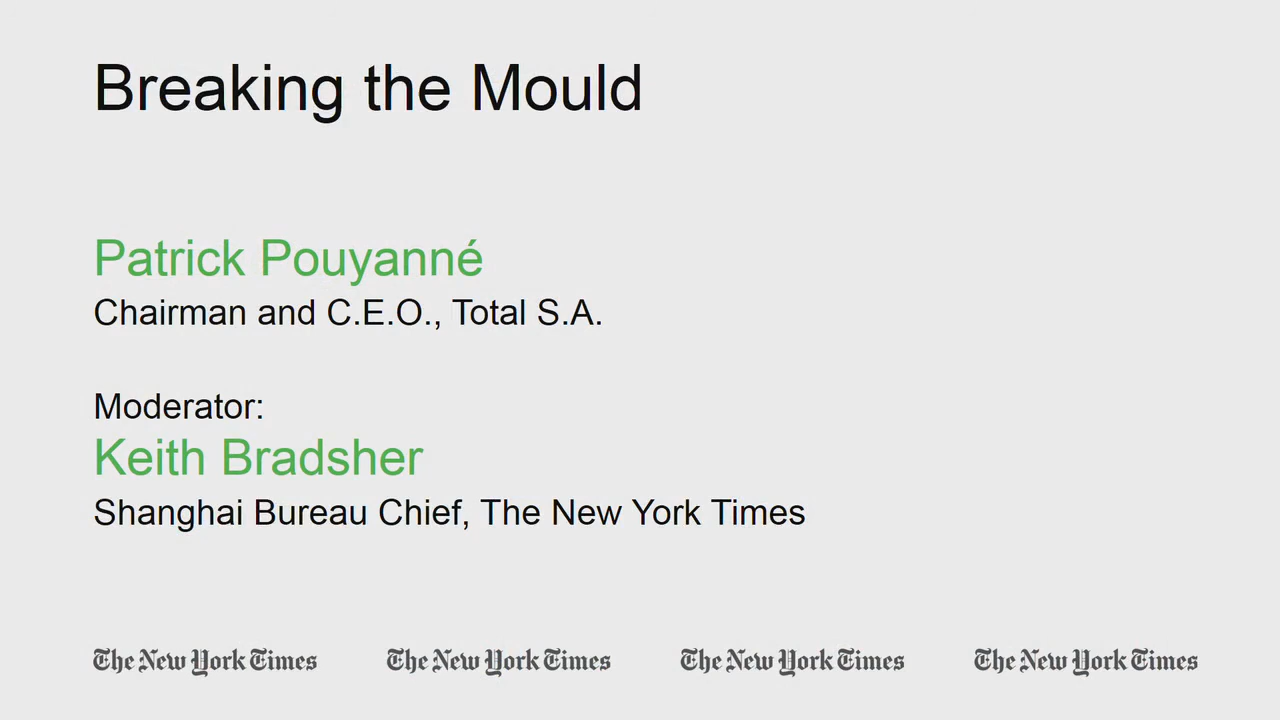 Breaking the Mould
Patrick Pouyanné
Chairman and C.E.O., Total S.A.
Moderator:
Keith Bradsher
Shanghai Bureau Chief, The New York Times
The New York Times The New York Times The New York Times The New York Times